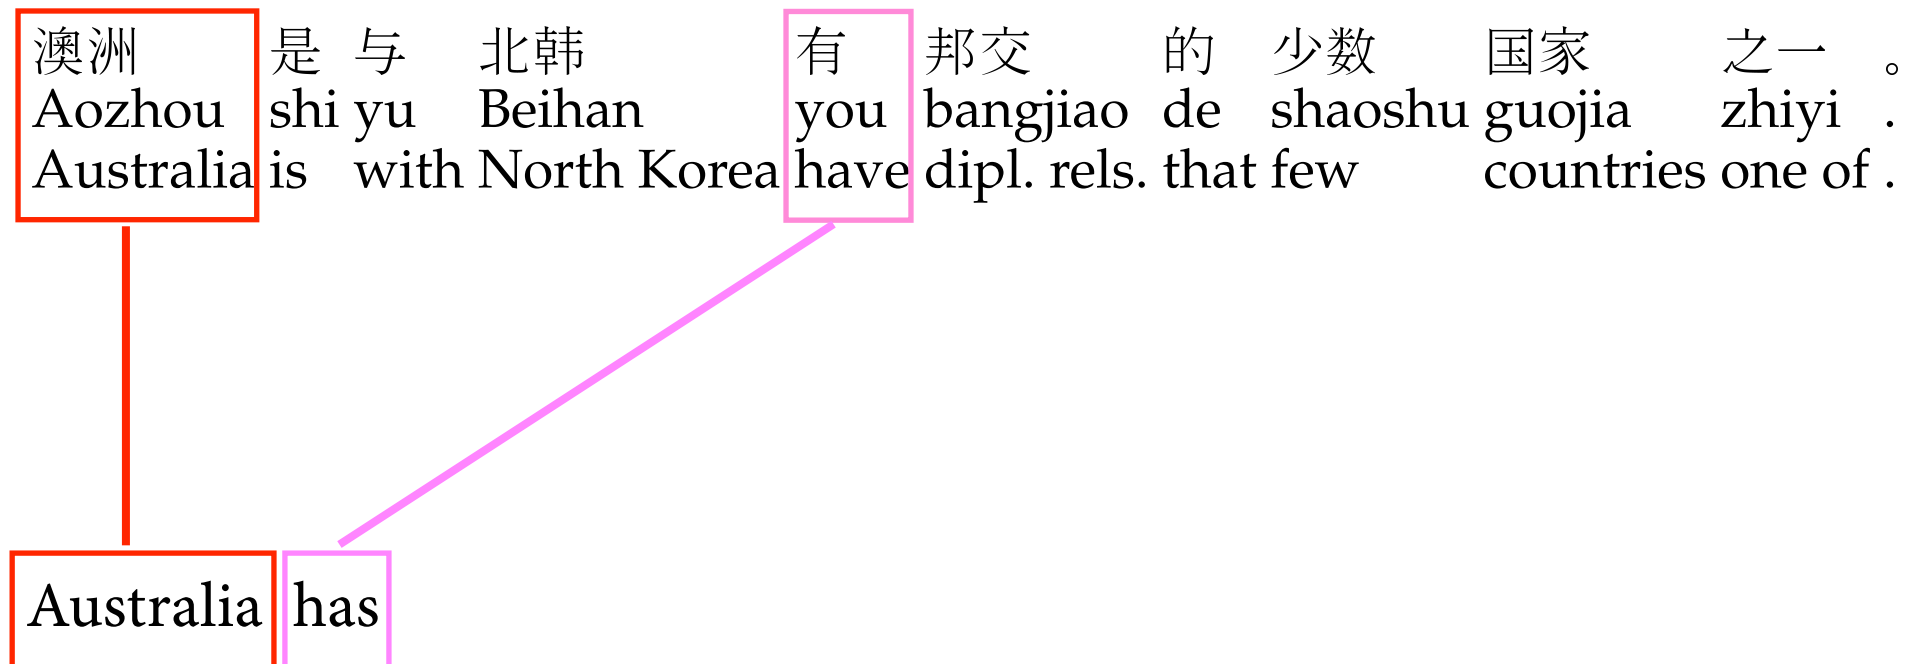 澳洲 是 与 北韩 有 邦交 的 少数 国家 之一 。
Aozhou shi yu Beihan you bangjiao de shaoshu guojia zhiyi .
Australia is with North Korea have dipl. rels. that few countries one of .
Australia has